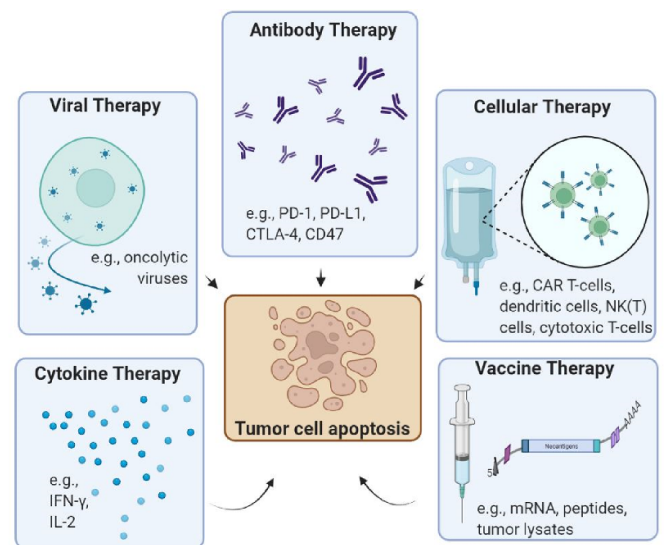 Antibody Therapy
e.g., PD-1, PD-L1,
CTLA-4, CD47
Viral Therapy
e.g., oncolytic
viruses
Cellular Therapy
e.g., CAR T-cells,
dendritic cells, NK(T)
cells, cytotoxic T-cells
Tumor cell apoptosis
Cytokine Therapy
e.g.,
IFN-γ,
IL-2
Vaccine Therapy
5'
Neoantigens
AAAA
e.g., mRNA, peptides,
tumor lysates